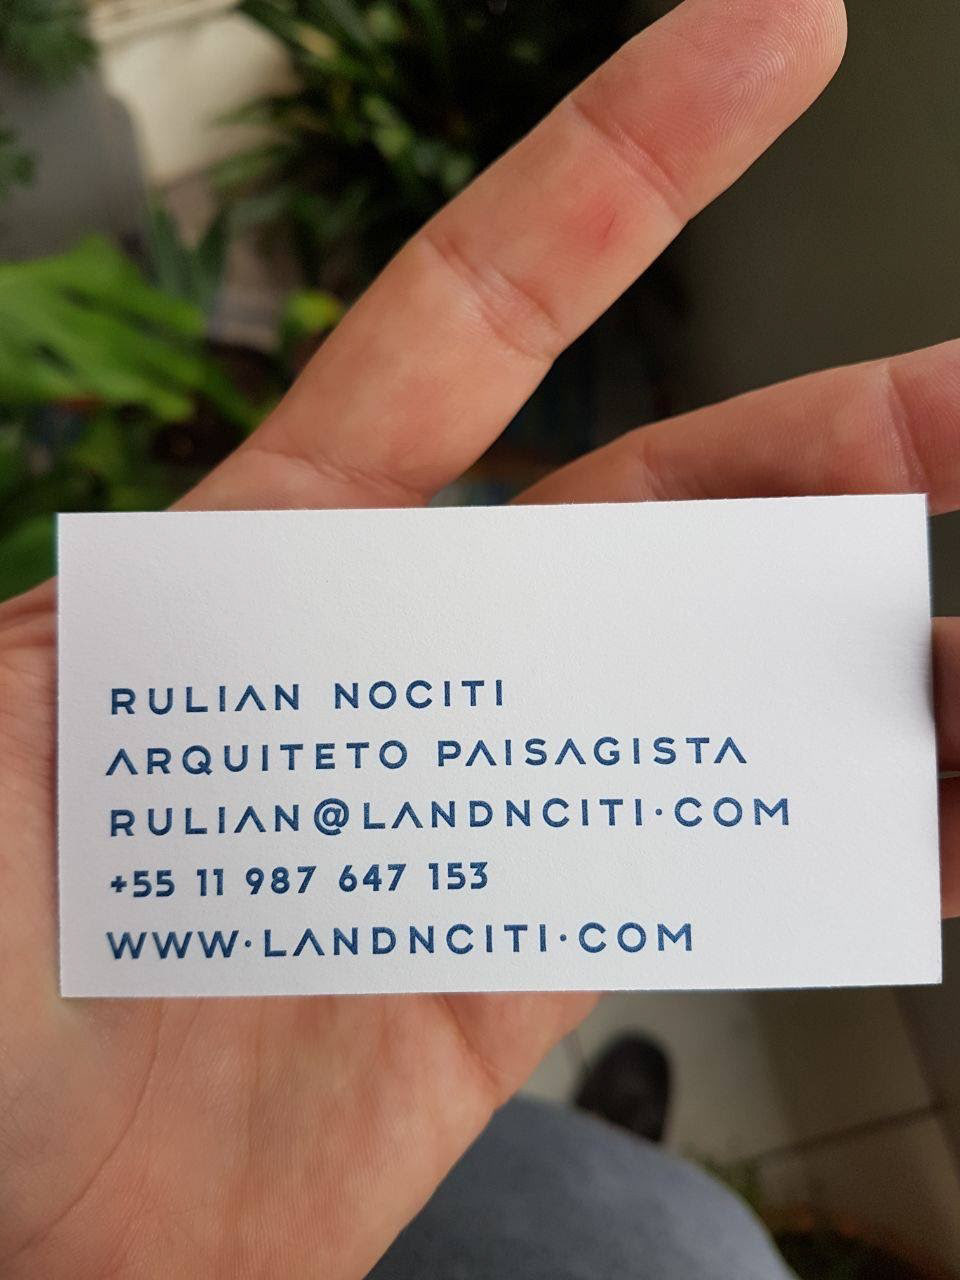 RULIAN NOCITI
ARQUITETO PAISAGISTA
RULIAN@LANDNCITI.COM
+55 11 987 647 153
WWW.LANDNCITI.COM